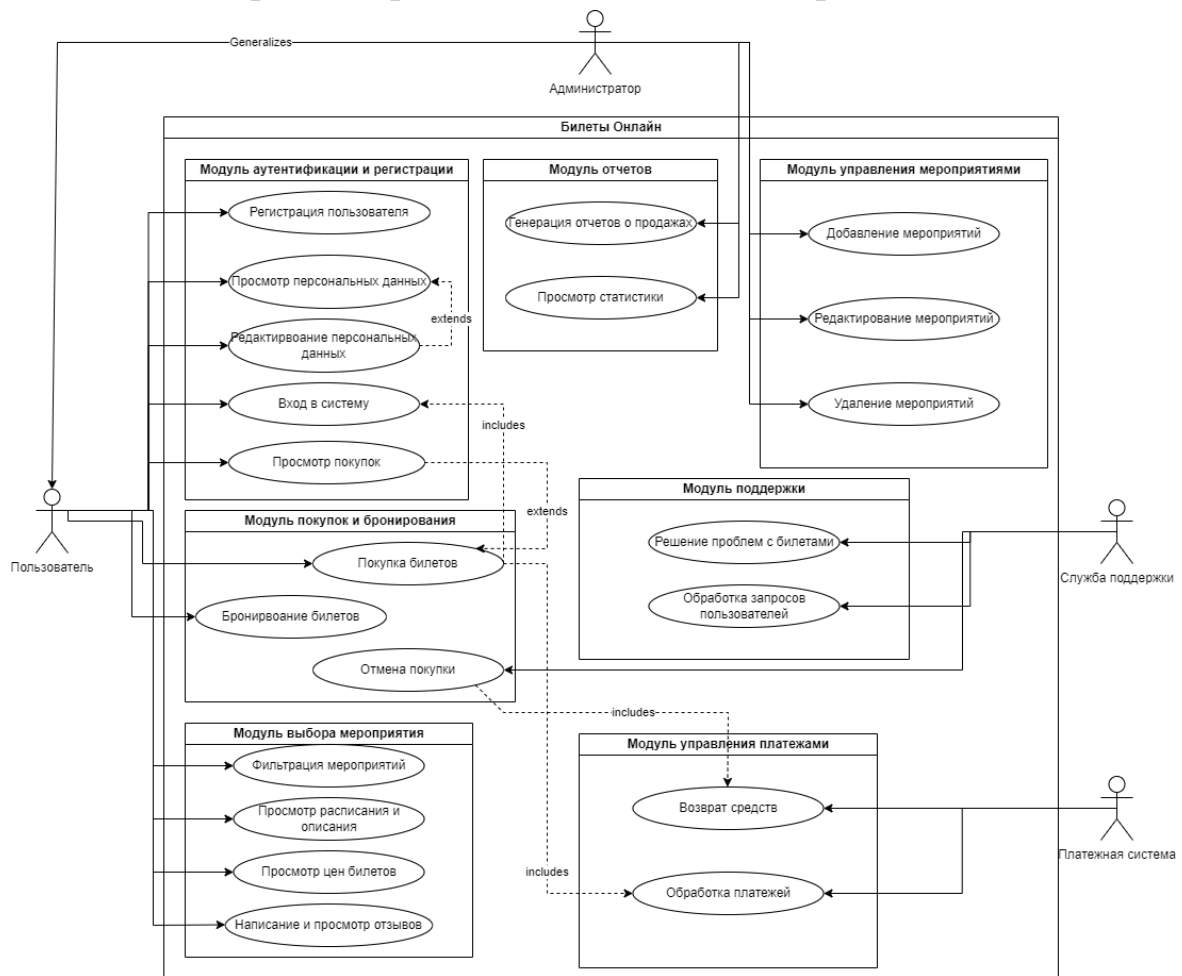 Generalizes
Администратор
Билеты Онлайн
Модуль аутентификации и регистрации
Регистрация пользователя
Просмотр персональных данных
extends
Редактирвоание персональных
данных
Вход в систему
includes
Просмотр покупок
extends
Модуль отчетов
Генерация отчетов о продажах
Просмотр статистики
Модуль управления мероприятиями
Добавление мероприятий
Редактирование мероприятий
Удаление мероприятий
Пользователь
Модуль покупок и бронирования
Покупка билетов
Бронирвоание билетов
Отмена покупки
includes
Модуль поддержки
Решение проблем с билетами
Обработка запросов
пользователей
Служба поддержки
Модуль выбора мероприятия
Фильтрация мероприятий
Просмотр расписания и
описания
Просмотр цен билетов
Написание и просмотр отзывов
includes
Модуль управления платежами
Возврат средств
Обработка платежей
Платежная система